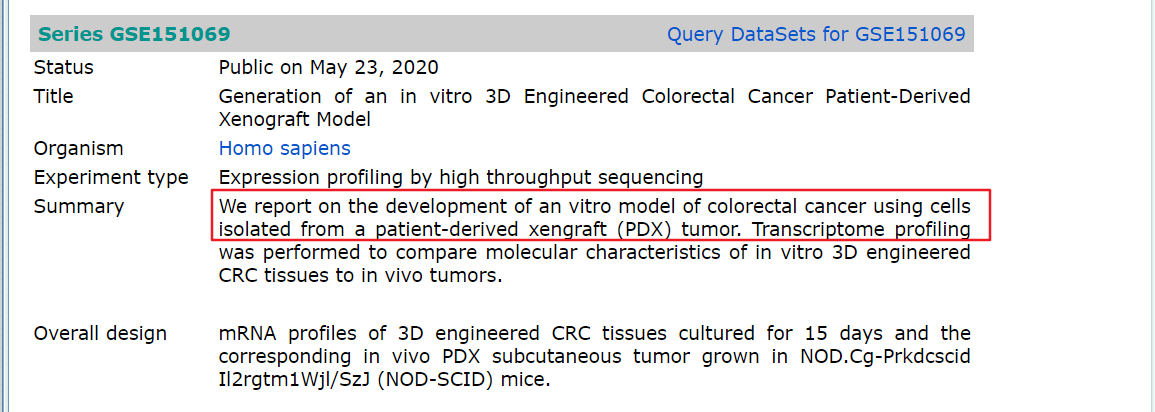 Series GSE151069 Query DataSets for GSE151069
Status Public on May 23, 2020
Title Generation of an in vitro 3D Engineered Colorectal Cancer Patient-Derived
Xenograft Model
Organism Homo sapiens
Experiment type Expression profiling by high throughput sequencing
Summary We report on the development of an vitro model of colorectal cancer using cells
isolated from a patient-derived xengraft (PDX) tumor. Transcriptome profiling
was performed to compare molecular characteristics of in vitro 3D engineered
CRC tissues to in vivo tumors.
Overall design mRNA profiles of 3D engineered CRC tissues cultured for 15 days and the
corresponding in vivo PDX subcutaneous tumor grown in NOD.Cg-Prkdcscid
Il2rgtm1Wjl/SzJ (NOD-SCID) mice.